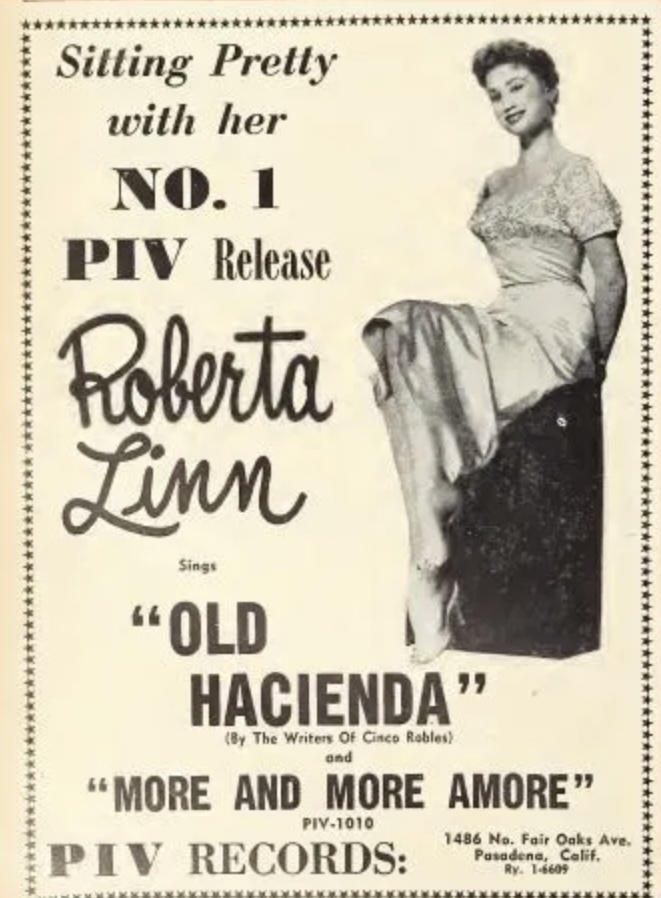 Sitting Pretty
with her
NO. 1
PIV Release
Roberta
Linn
Sings
"OLD
HACIENDA"
(By The Writers Of Cinco Robles)
and
"MORE AND MORE AMORE"
PIV-1010
PIV RECORDS:
1486 No. Fair Oaks Ave.
Pasadena, Calif.
Ry. 1-6609